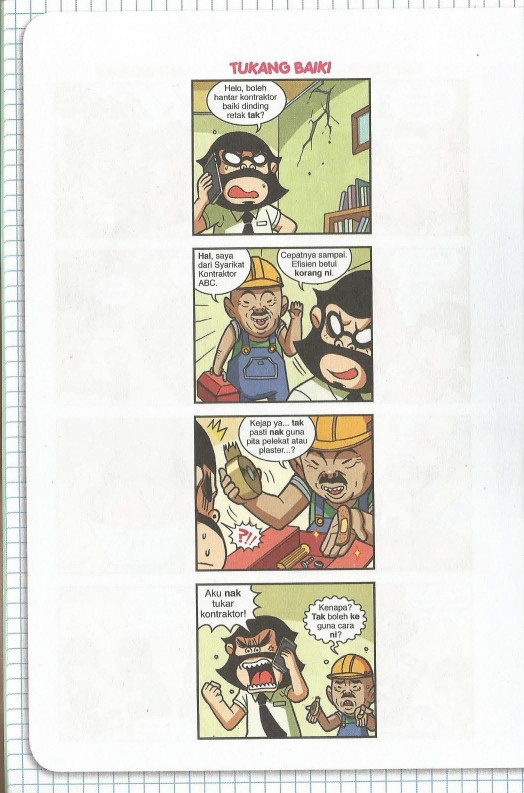 TUKANG BAIKI
Helo, boleh
hantar kontraktor
baiki dinding
retak tak?
Hai, saya
dari Syarikat
Kontraktor
ABC.
Cepatnya sampai.
Efisien betul
korang ni.
Kejap ya... tak
pasti nak guna
pita pelekat atau
plaster...?
?!!
Aku nak
tukar
kontraktor!
Kenapa?
Tak boleh ke
guna cara
ni?